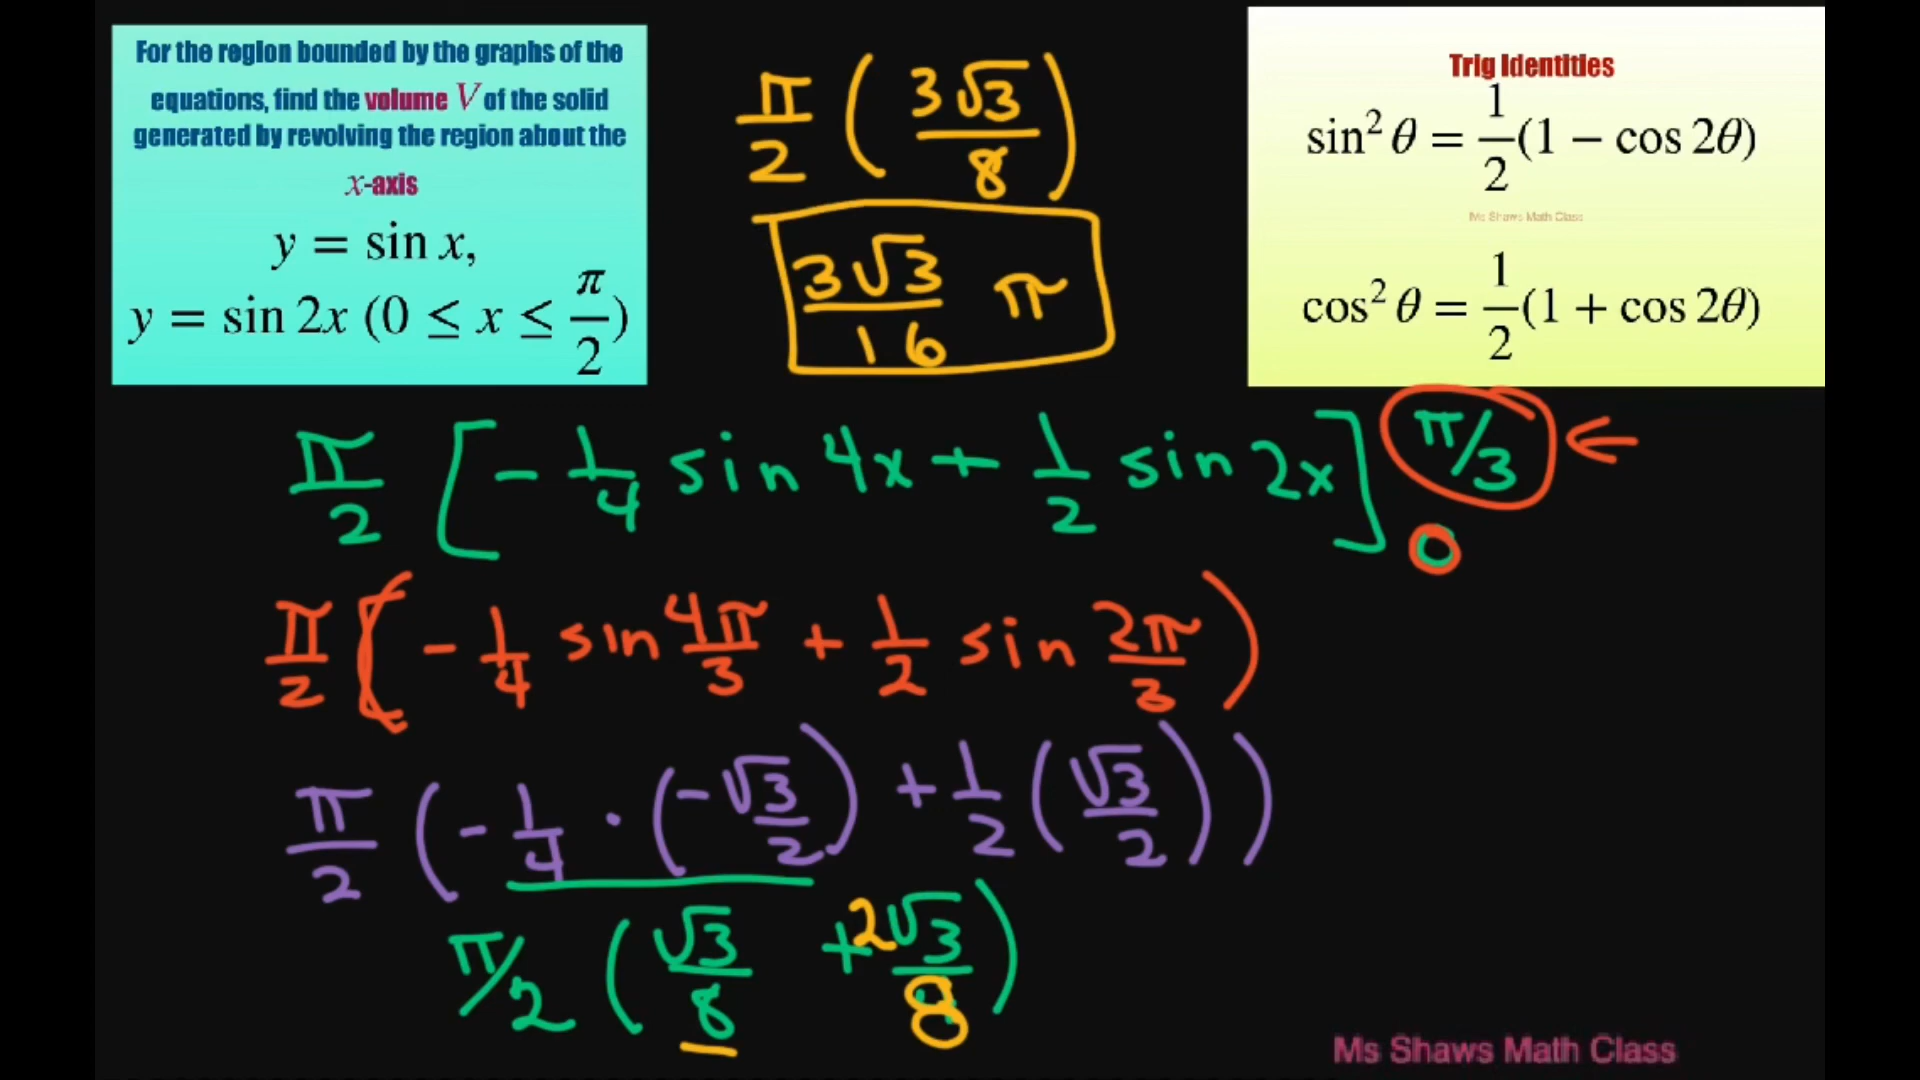 For the region bounded by the graphs of the
equations, find the volume V of the solid
generated by revolving the region about the
x-axis
y = sin x,
y = sin 2x (0 ≤ x ≤ π/2)
π/2 (3√3/8)
3√3/16 π
Trig Identities
sin² θ = 1/2(1 − cos 2θ)
Ms Shaws Math Class
cos² θ = 1/2(1 + cos 2θ)
π/2 [− 1/4 sin 4x + 1/2 sin 2x] π/3 ←
0
π/2 (− 1/4 sin 4π/3 + 1/2 sin 2π/3)
π/2 (− 1/4 · (−√3/2) + 1/2 (√3/2))
π/2 (√3/8 + 2√3/8)
Ms Shaws Math Class